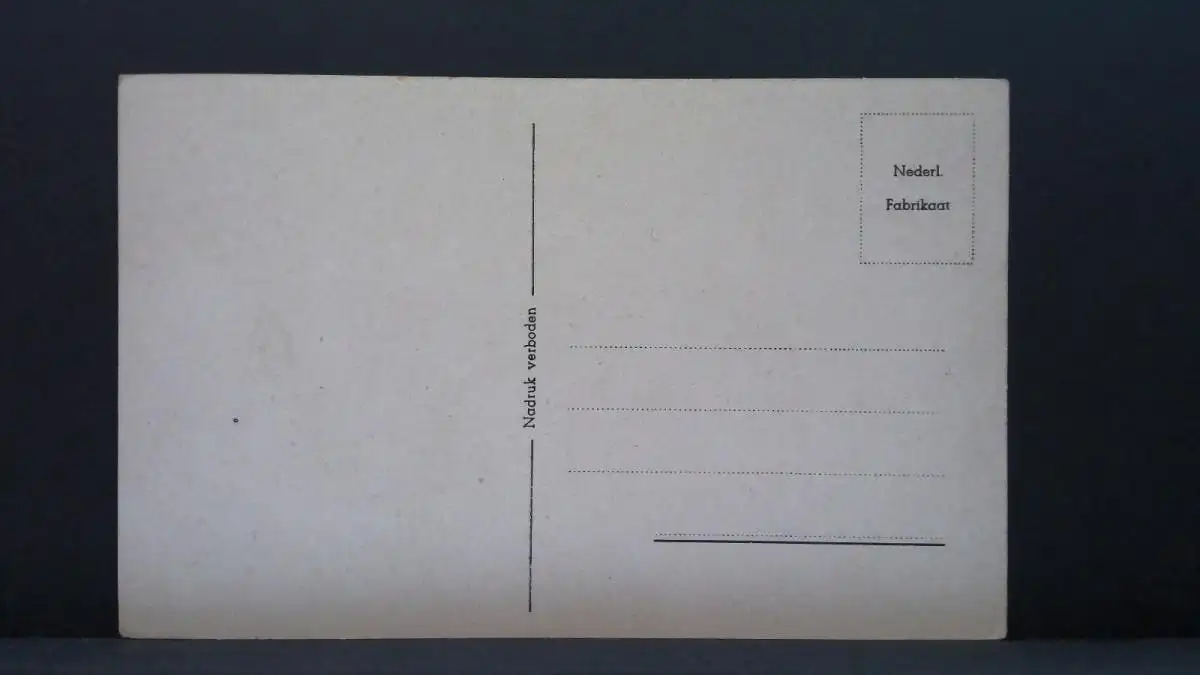 Nederl.
Fabrikaat
Nadruk verboden